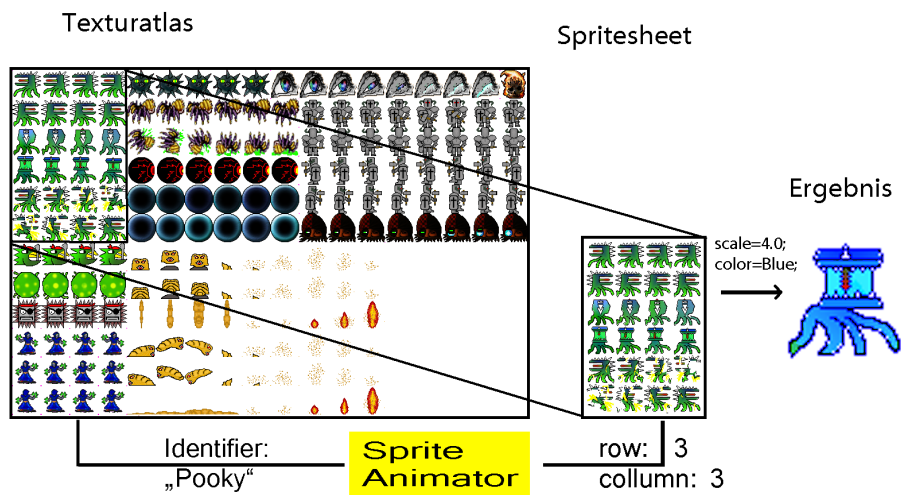 Texturatlas
Spritesheet
Ergebnis
scale=4.0;
color=Blue;
Identifier:
„Pooky“
Sprite
Animator
row: 3
collumn: 3